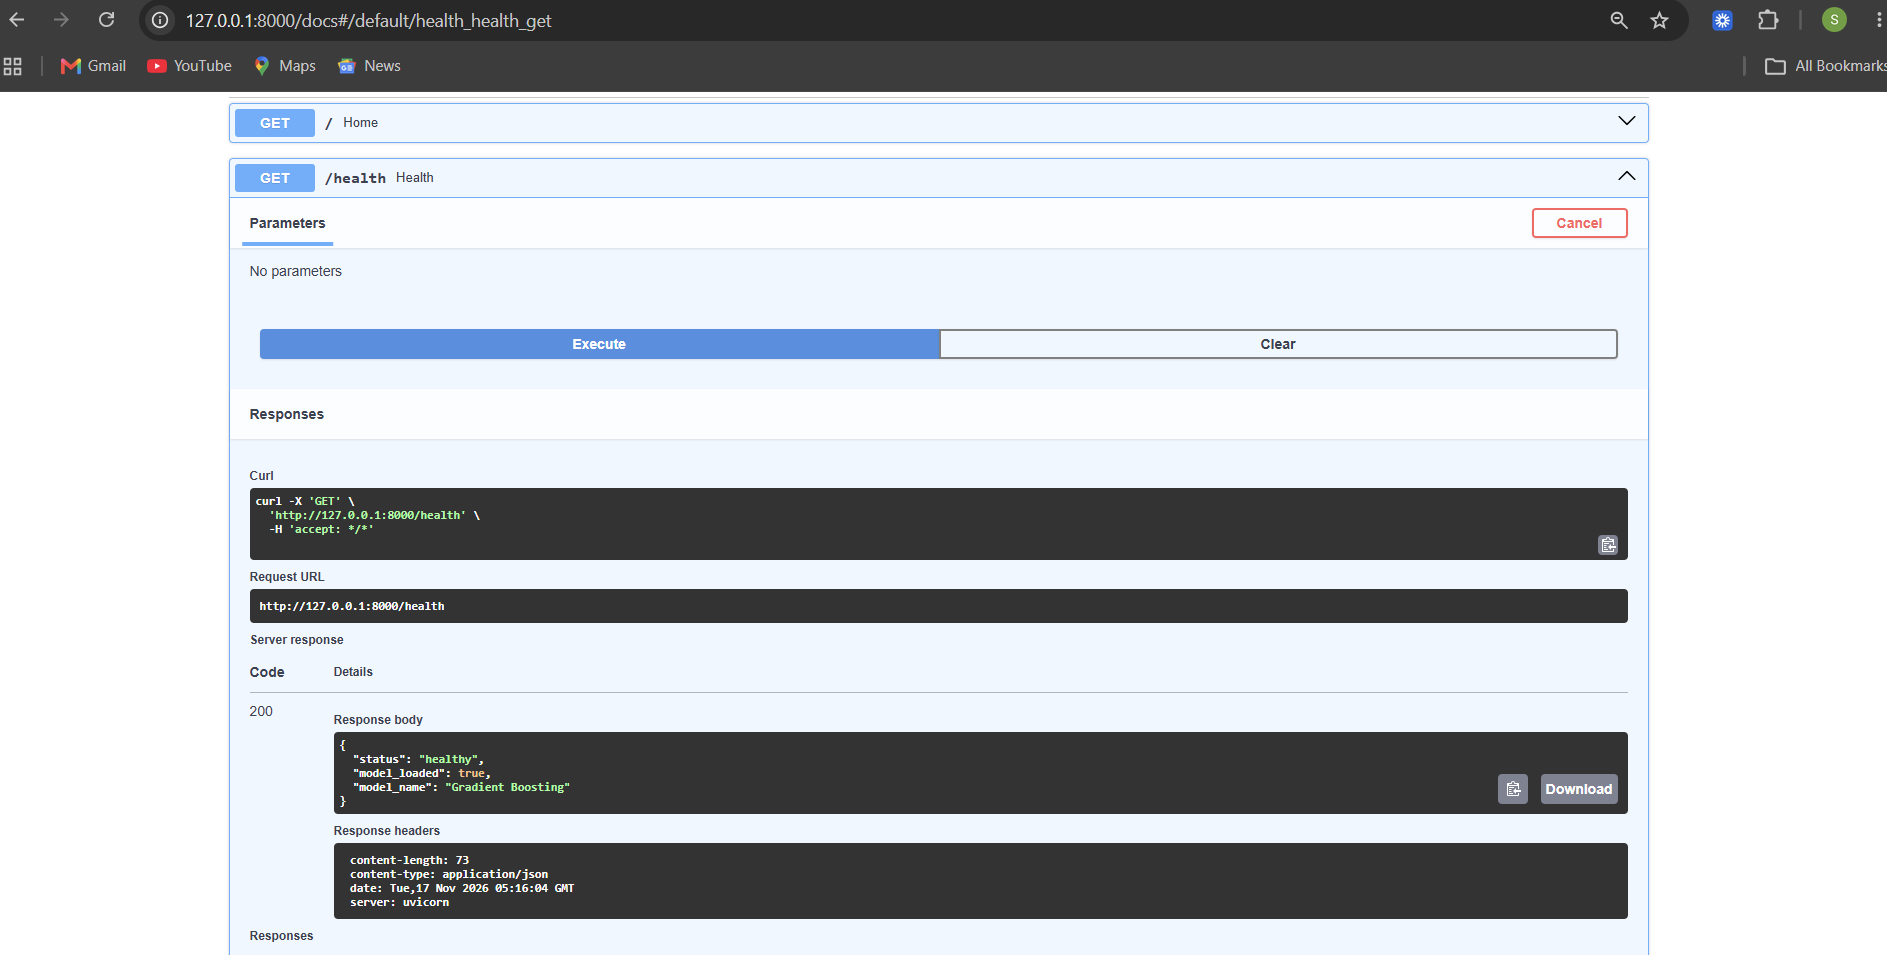 127.0.0.1:8000/docs#/default/health_health_get
S
Gmail YouTube Maps News All Bookmarks
GET / Home
GET /health Health
Parameters Cancel
No parameters
Execute Clear
Responses
Curl
curl -X 'GET' \
'http://127.0.0.1:8000/health' \
-H 'accept: */*'
Request URL
http://127.0.0.1:8000/health
Server response
Code Details
200
Response body
{
"status": "healthy",
"model_loaded": true,
"model_name": "Gradient Boosting"
}
Download
Response headers
content-length: 73
content-type: application/json
date: Tue,17 Nov 2026 05:16:04 GMT
server: uvicorn
Responses